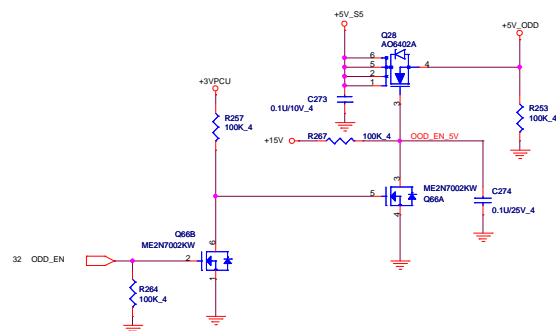 +5V_S5
Q28
AO6402A
+5V_ODD
6
5
2
1
4
3
+3VPCU
C273
0.1U/10V_4
R257
100K_4
R253
100K_4
+15V
R267
100K_4
OOD_EN_5V
3
ME2N7002KW
Q66A
5
4
C274
0.1U/25V_4
Q66B
ME2N7002KW
6
32
ODD_EN
2
1
R264
100K_4